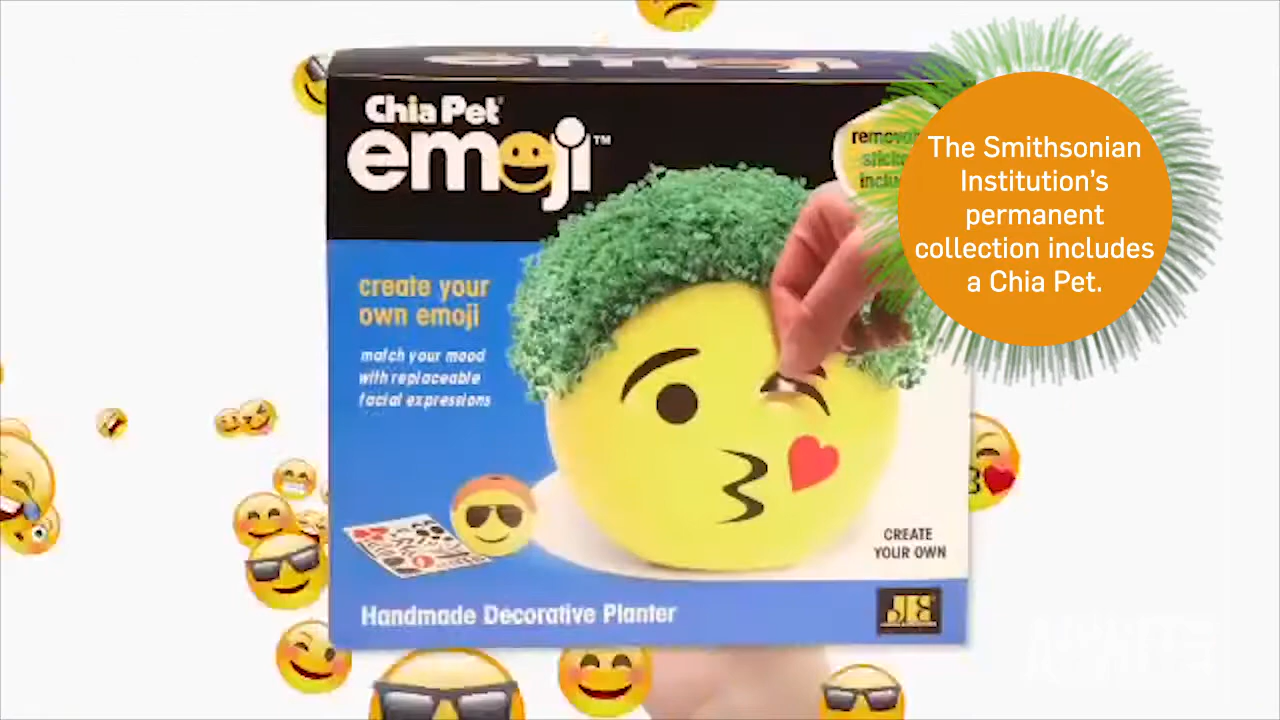 emoji
Chia Pet
emoji™
create your
own emoji
match your mood
with replaceable
facial expressions
The Smithsonian
Institution's
permanent
collection includes
a Chia Pet.
CREATE
YOUR OWN
Handmade Decorative Planter